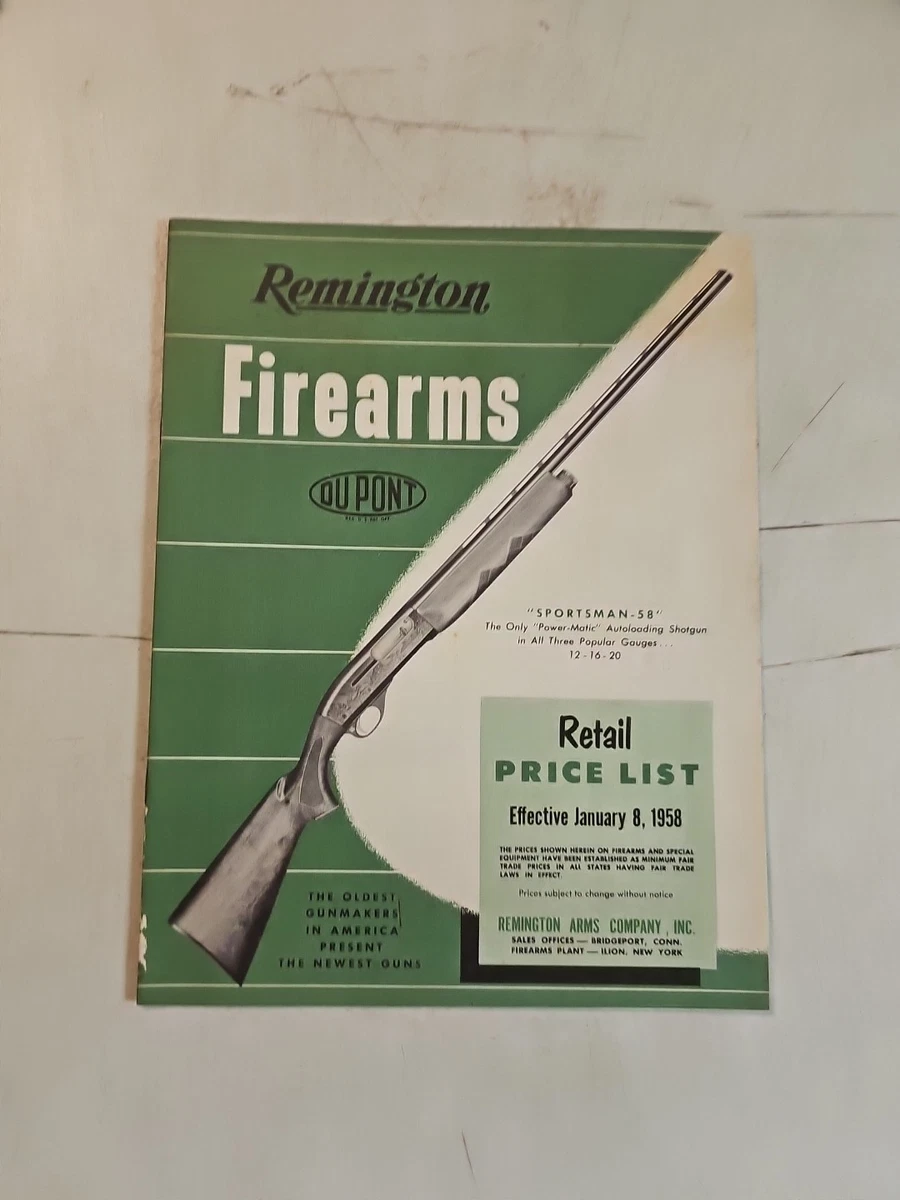 Remington
Firearms
DU PONT
REG. U.S. PAT. OFF.
"SPORTSMAN-58"
The Only "Power-Matic" Autoloading Shotgun
in All Three Popular Gauges...
12-16-20
Retail
PRICE LIST
Effective January 8, 1958
THE PRICES SHOWN HEREIN ON FIREARMS AND SPECIAL
EQUIPMENT HAVE BEEN ESTABLISHED AS MINIMUM FAIR
TRADE PRICES IN ALL STATES HAVING FAIR TRADE
LAWS IN EFFECT.
Prices subject to change without notice
REMINGTON ARMS COMPANY, INC.
SALES OFFICES — BRIDGEPORT, CONN.
FIREARMS PLANT — ILION, NEW YORK
THE OLDEST
GUNMAKERS
IN AMERICA
PRESENT
THE NEWEST GUNS